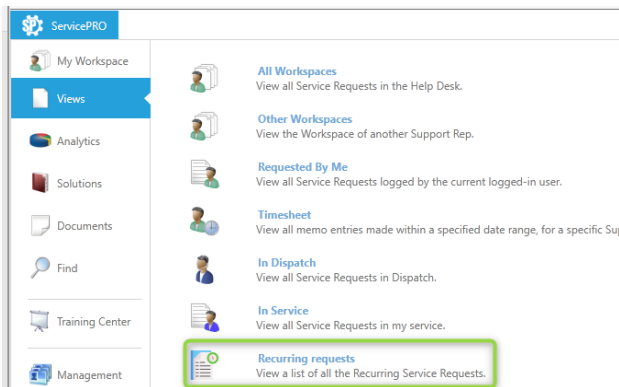 ServicePRO
My Workspace
Views
Analytics
Solutions
Documents
Find
Training Center
Management
All Workspaces
View all Service Requests in the Help Desk.
Other Workspaces
View the Workspace of another Support Rep.
Requested By Me
View all Service Requests logged by the current logged-in user.
Timesheet
View all memo entries made within a specified date range, for a specific
In Dispatch
View all Service Requests in Dispatch.
In Service
View all Service Requests in my service.
Recurring requests
View a list of all the Recurring Service Requests.